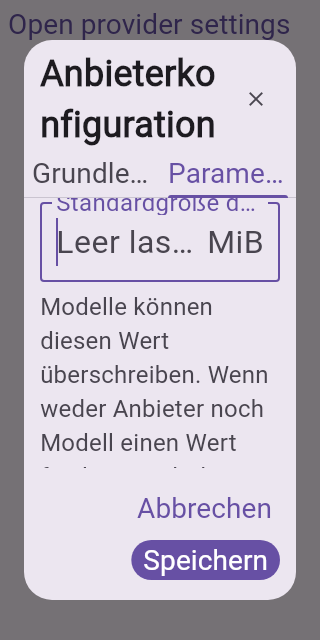 Open provider settings
Anbieterko
nfiguration
Grundle…
Parame…
Standardgröße d…
Leer las… MiB
Modelle können
diesen Wert
überschreiben. Wenn
weder Anbieter noch
Modell einen Wert
Abbrechen
Speichern